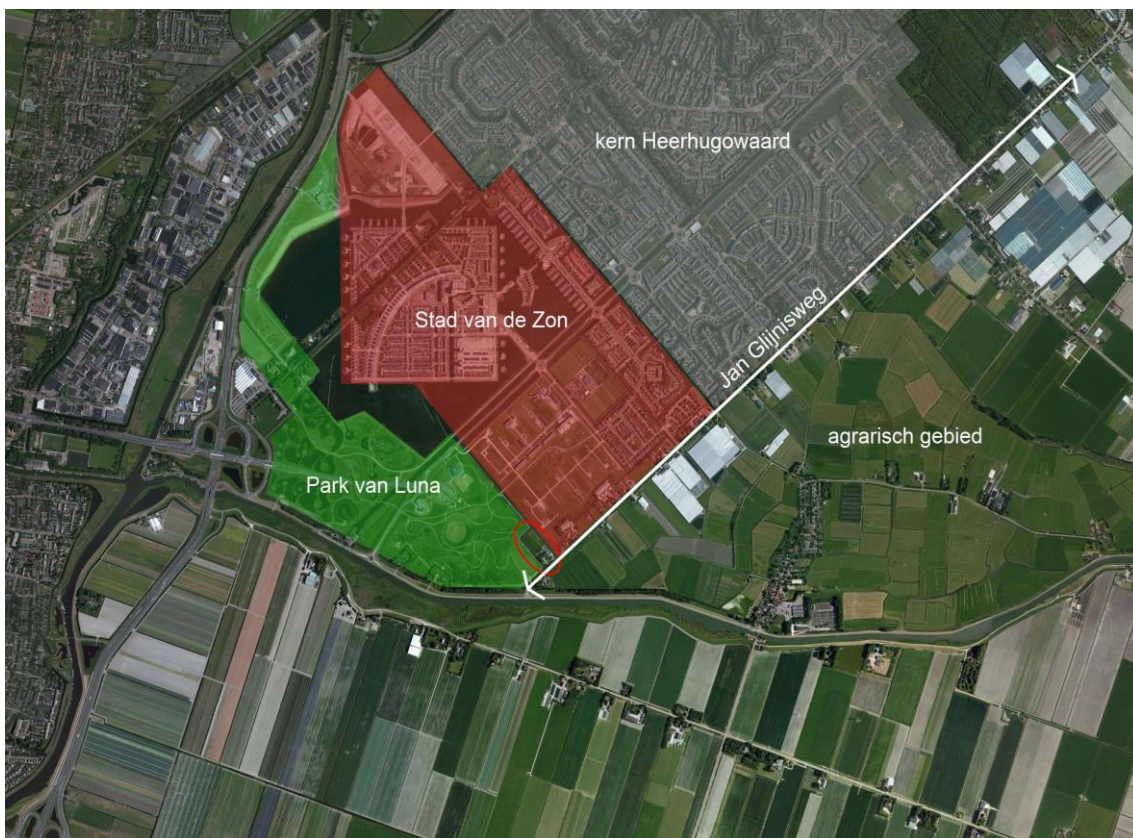 kern Heerhugowaard
Stad van de Zon
Jan Glijnisweg
agrarisch gebied
Park van Luna